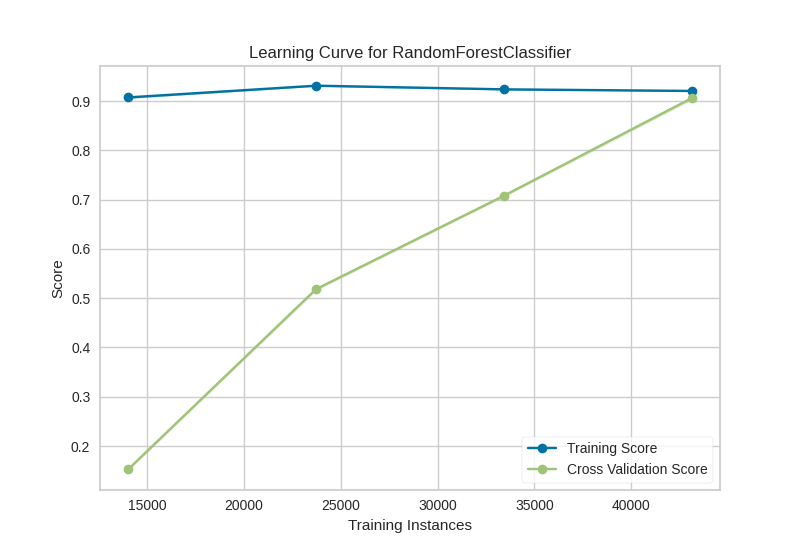 Learning Curve for RandomForestClassifier
Score
0.9
0.8
0.7
0.6
0.5
0.4
0.3
0.2
Training Score
Cross Validation Score
15000 20000 25000 30000 35000 40000
Training Instances